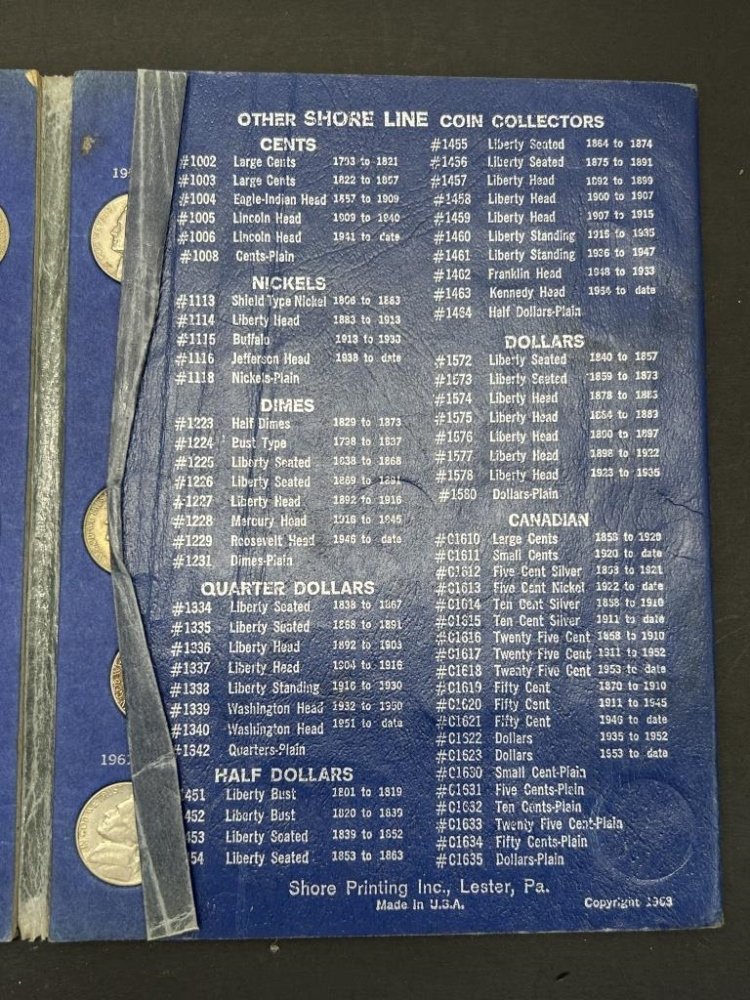 OTHER SHORE LINE COIN COLLECTORS
CENTS
#1002 Large Cents 1793 to 1821
#1003 Large Cents 1822 to 1857
#1004 Eagle-Indian Head 1857 to 1909
#1005 Lincoln Head 1909 to 1940
#1006 Lincoln Head 1941 to date
#1008 Cents-Plain
NICKELS
#1113 Shield Type Nickel 1866 to 1883
#1114 Liberty Head 1883 to 1913
#1115 Buffalo 1913 to 1938
#1116 Jefferson Head 1938 to date
#1118 Nickels-Plain
DIMES
#1223 Half Dimes 1829 to 1873
#1224 Bust Type 1798 to 1837
#1225 Liberty Seated 1838 to 1868
#1226 Liberty Seated 1869 to 1891
#1227 Liberty Head 1892 to 1916
#1228 Mercury Head 1916 to 1945
#1229 Roosevelt Head 1946 to date
#1231 Dimes-Plain
QUARTER DOLLARS
#1334 Liberty Seated 1838 to 1867
#1335 Liberty Seated 1868 to 1891
#1336 Liberty Head 1892 to 1903
#1337 Liberty Head 1904 to 1916
#1338 Liberty Standing 1916 to 1930
#1339 Washington Head 1932 to 1950
#1340 Washington Head 1951 to date
#1342 Quarters-Plain
HALF DOLLARS
451 Liberty Bust 1801 to 1819
452 Liberty Bust 1820 to 1839
453 Liberty Seated 1839 to 1852
54 Liberty Seated 1853 to 1863
#1455 Liberty Seated 1864 to 1874
#1456 Liberty Seated 1875 to 1891
#1457 Liberty Head 1892 to 1899
#1458 Liberty Head 1900 to 1907
#1459 Liberty Head 1907 to 1915
#1460 Liberty Standing 1916 to 1935
#1461 Liberty Standing 1936 to 1947
#1462 Franklin Head 1948 to
#1463 Kennedy Head 1964 to date
#1464 Half Dollars-Plain
DOLLARS
#1572 Liberty Seated 1840 to 1857
#1573 Liberty Seated 1859 to 1873
#1574 Liberty Head 1878 to 1883
#1575 Liberty Head to 1889
#1576 Liberty Head 1890 to 1897
#1577 Liberty Head 1898 to 1922
#1578 Liberty Head 1923 to 1935
#1580 Dollars-Plain
CANADIAN
#C1610 Large Cents 1858 to 1920
#C1611 Small Cents 1920 to date
#C1612 Five Cent Silver 1858 to 1921
#C1613 Five Cent Nickel 1922 to date
#C1614 Ten Cent Silver 1858 to 1910
#C1615 Ten Cent Silver 1911 to date
#C1616 Twenty Five Cent 1858 to 1910
#C1617 Twenty Five Cent 1911 to 1952
#C1618 Twenty Five Cent 1953 to date
#C1619 Fifty Cent 1870 to 1910
#C1620 Fifty Cent 1911 to 1945
#C1621 Fifty Cent 1946 to date
#C1622 Dollars 1935 to 1952
#C1623 Dollars 1953 to date
#C1630 Small Cent-Plain
#C1631 Five Cents-Plain
#C1632 Ten Cents-Plain
#C1633 Twenty Five Cent-Plain
#C1634 Fifty Cents-Plain
#C1635 Dollars-Plain
Shore Printing Inc., Lester, Pa.
Made in U.S.A.
Copyright 1963